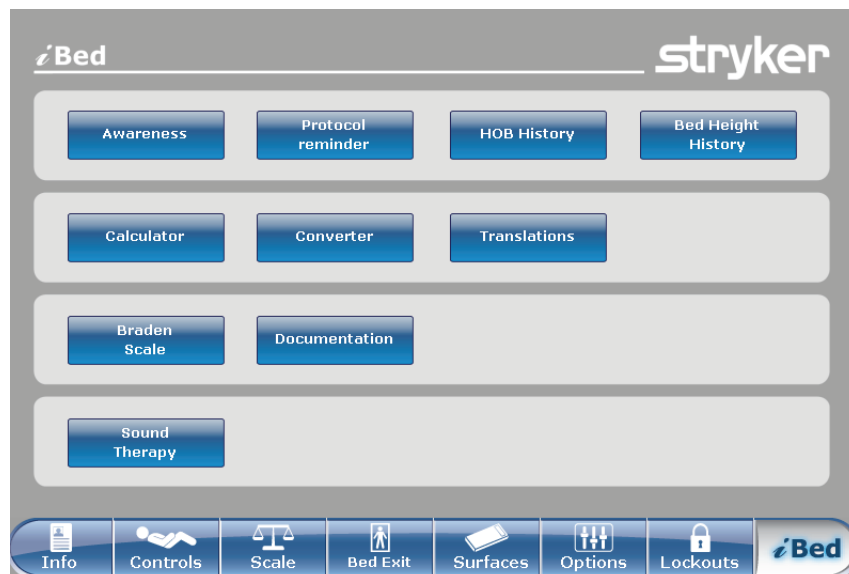 iBed
stryker
Awareness
Protocol
reminder
HOB History
Bed Height
History
Calculator
Converter
Translations
Braden
Scale
Documentation
Sound
Therapy
Info
Controls
Scale
Bed Exit
Surfaces
Options
Lockouts
iBed